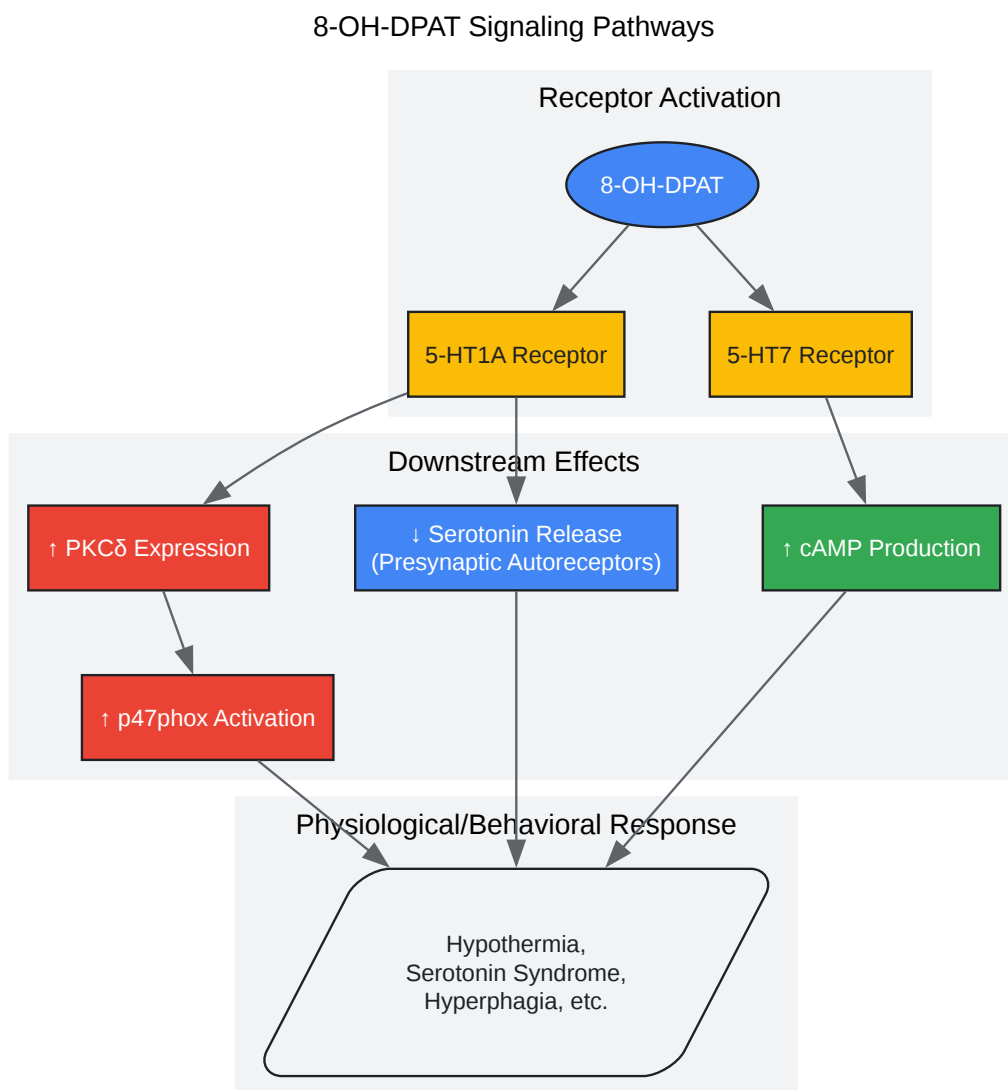 8-OH-DPAT Signaling Pathways
Receptor Activation
8-OH-DPAT
5-HT1A Receptor
5-HT7 Receptor
Downstream Effects
↑ PKCδ Expression
↓ Serotonin Release
(Presynaptic Autoreceptors)
↑ cAMP Production
↑ p47phox Activation
Physiological/Behavioral Response
Hypothermia,
Serotonin Syndrome,
Hyperphagia, etc.